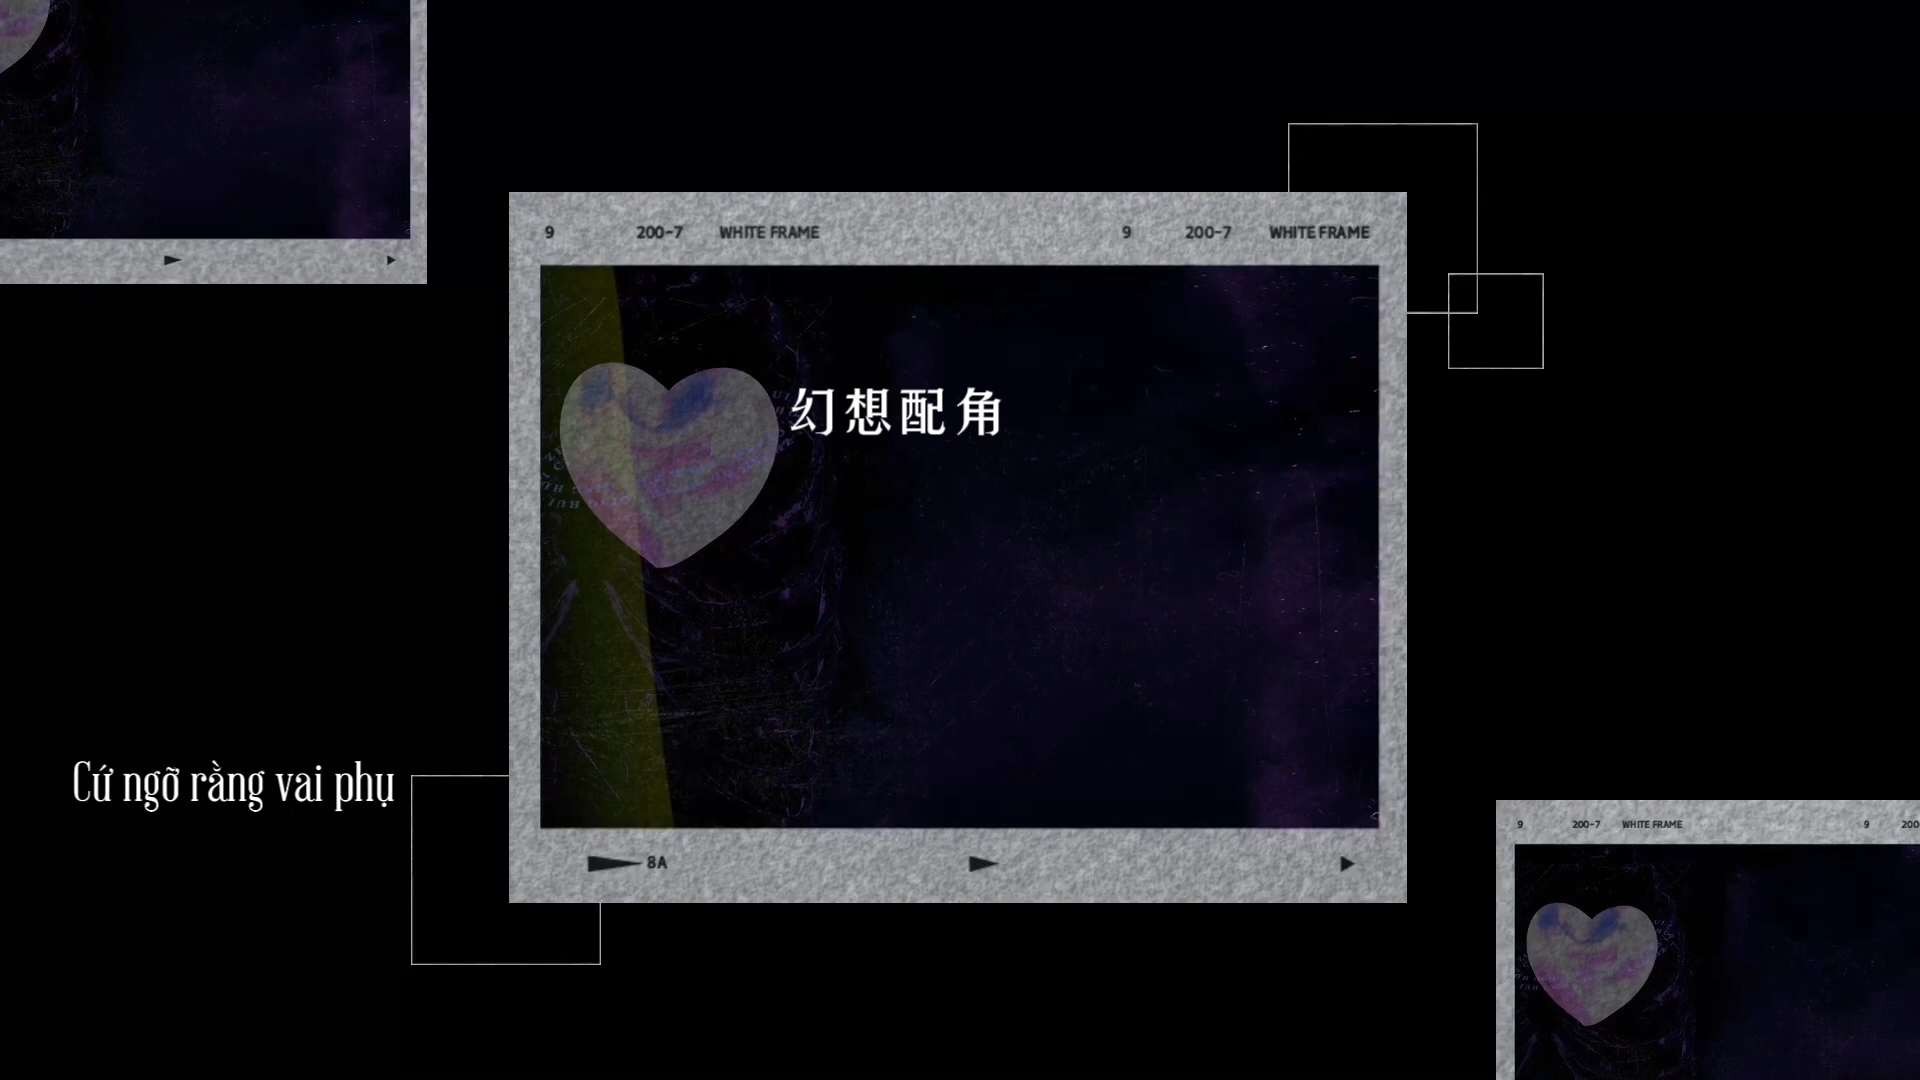 9 200-7 WHITE FRAME 9 200-7 WHITE FRAME
幻想配角
Cứ ngỡ rằng vai phụ
8A
9 200-7 WHITE FRAME 9 200